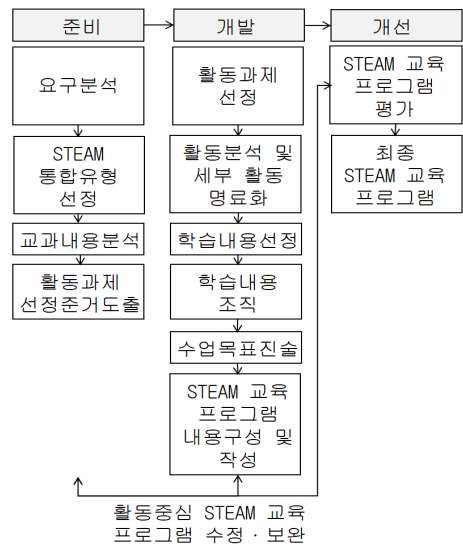 준비
개발
개선
요구분석
STEAM
통합유형
선정
교과내용분석
활동과제
선정준거도출
활동과제
선정
활동분석 및
세부 활동
명료화
학습내용선정
학습내용
조직
수업목표진술
STEAM 교육
프로그램
내용구성 및
작성
STEAM 교육
프로그램
평가
최종
STEAM 교육
프로그램
활동중심 STEAM 교육
프로그램 수정·보완